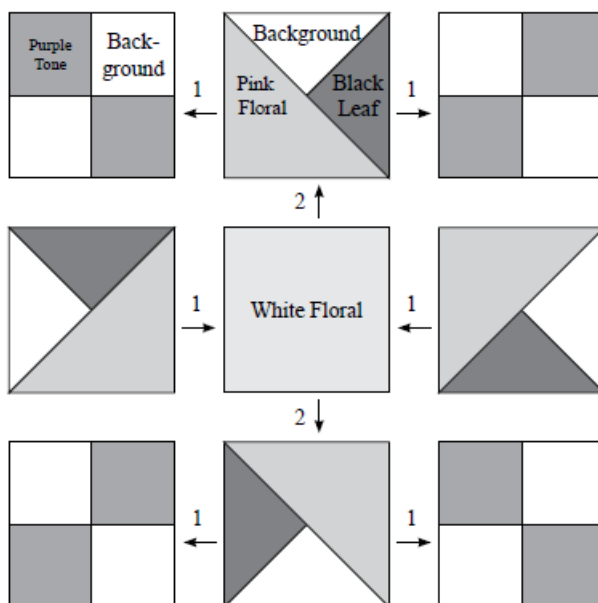 Purple
Tone
Back-
ground
1
Background
Pink
Floral
Black
Leaf
1
2
1
White Floral
1
2
1
1